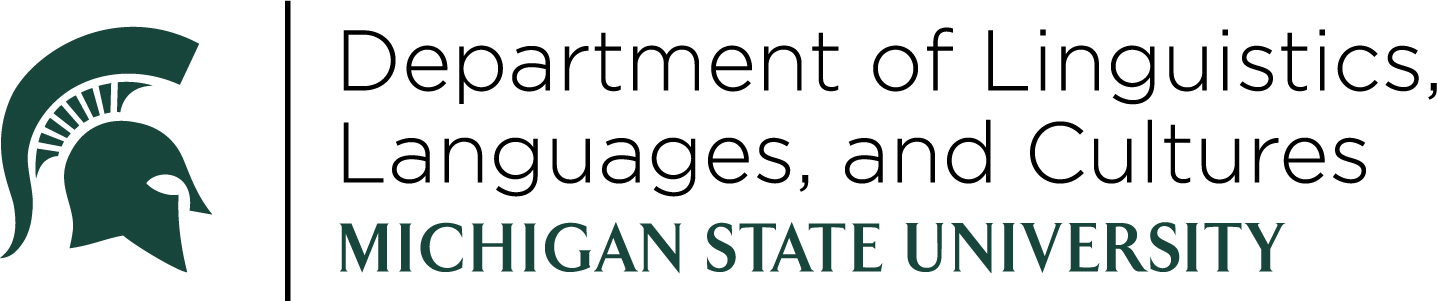 Department of Linguistics,
Languages, and Cultures
MICHIGAN STATE UNIVERSITY